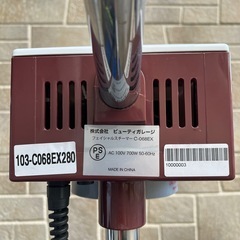 株式会社 ビューティガレージ
フェイシャルスチーマー C-068EX
PS
E
AC 100V 700W 50-60Hz
MADE IN CHINA
103-C068EX280
10000003